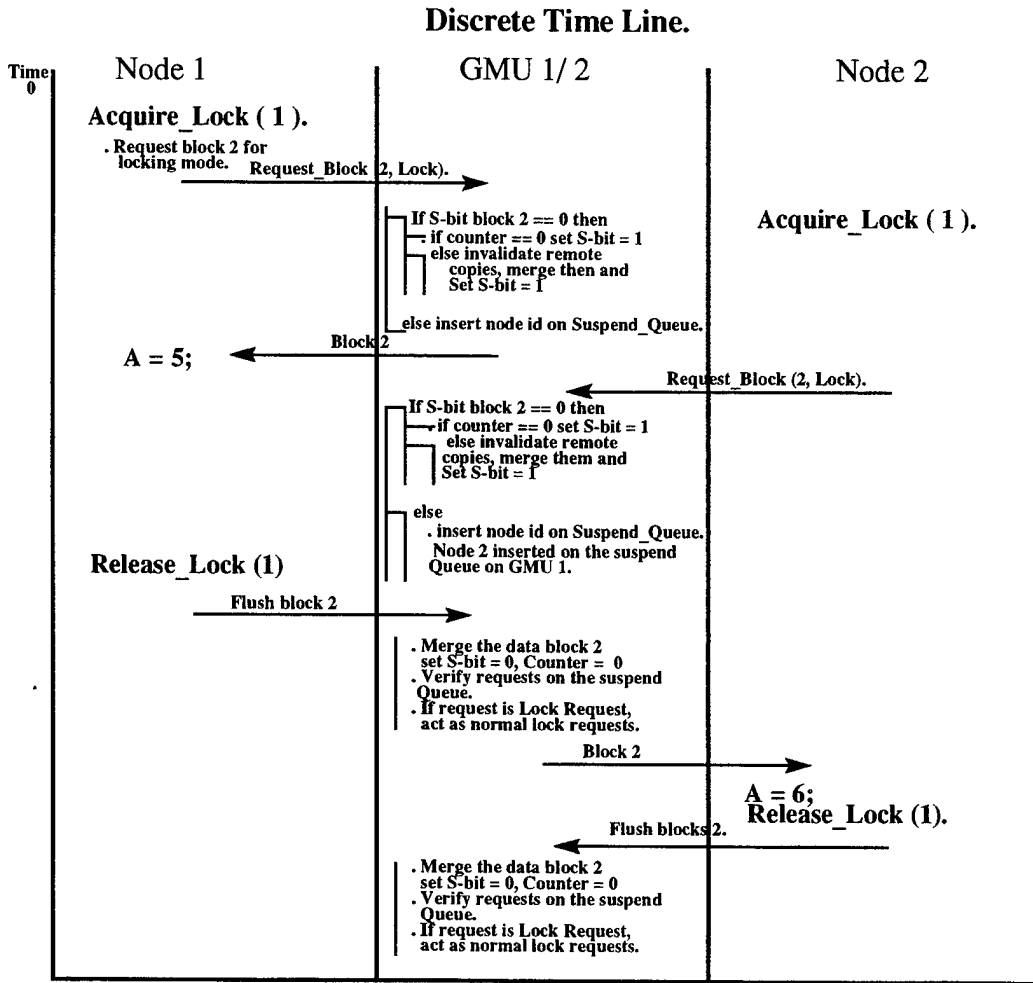 Discrete Time Line.
Time
0
Node 1
GMU 1/ 2
Node 2
Acquire_Lock ( 1 ).
. Request block 2 for
locking mode.
Request_Block (2, Lock).
Acquire_Lock ( 1 ).
If S-bit block 2 == 0 then
. if counter == 0 set S-bit = 1
else invalidate remote
copies, merge then and
Set S-bit = 1
else insert node id on Suspend_Queue.
Block 2
A = 5;
Request_Block (2, Lock).
If S-bit block 2 == 0 then
. if counter == 0 set S-bit = 1
else invalidate remote
copies, merge them and
Set S-bit = 1
else
. insert node id on Suspend_Queue.
Node 2 inserted on the suspend
Queue on GMU 1.
Release_Lock (1)
Flush block 2
. Merge the data block 2
set S-bit = 0, Counter = 0
. Verify requests on the suspend
Queue.
. If request is Lock Request,
act as normal lock requests.
Block 2
A = 6;
Release_Lock (1).
Flush blocks 2.
. Merge the data block 2
set S-bit = 0, Counter = 0
. Verify requests on the suspend
Queue.
. If request is Lock Request,
act as normal lock requests.